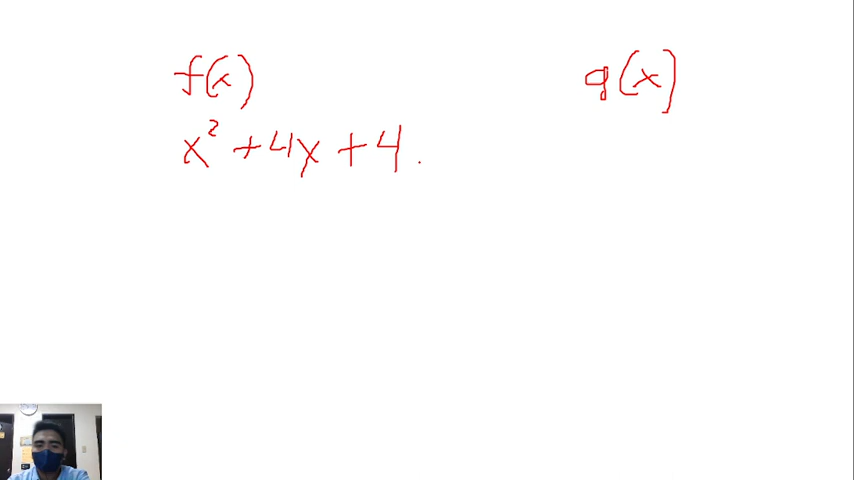 f(x) g(x)
x² + 4x + 4.